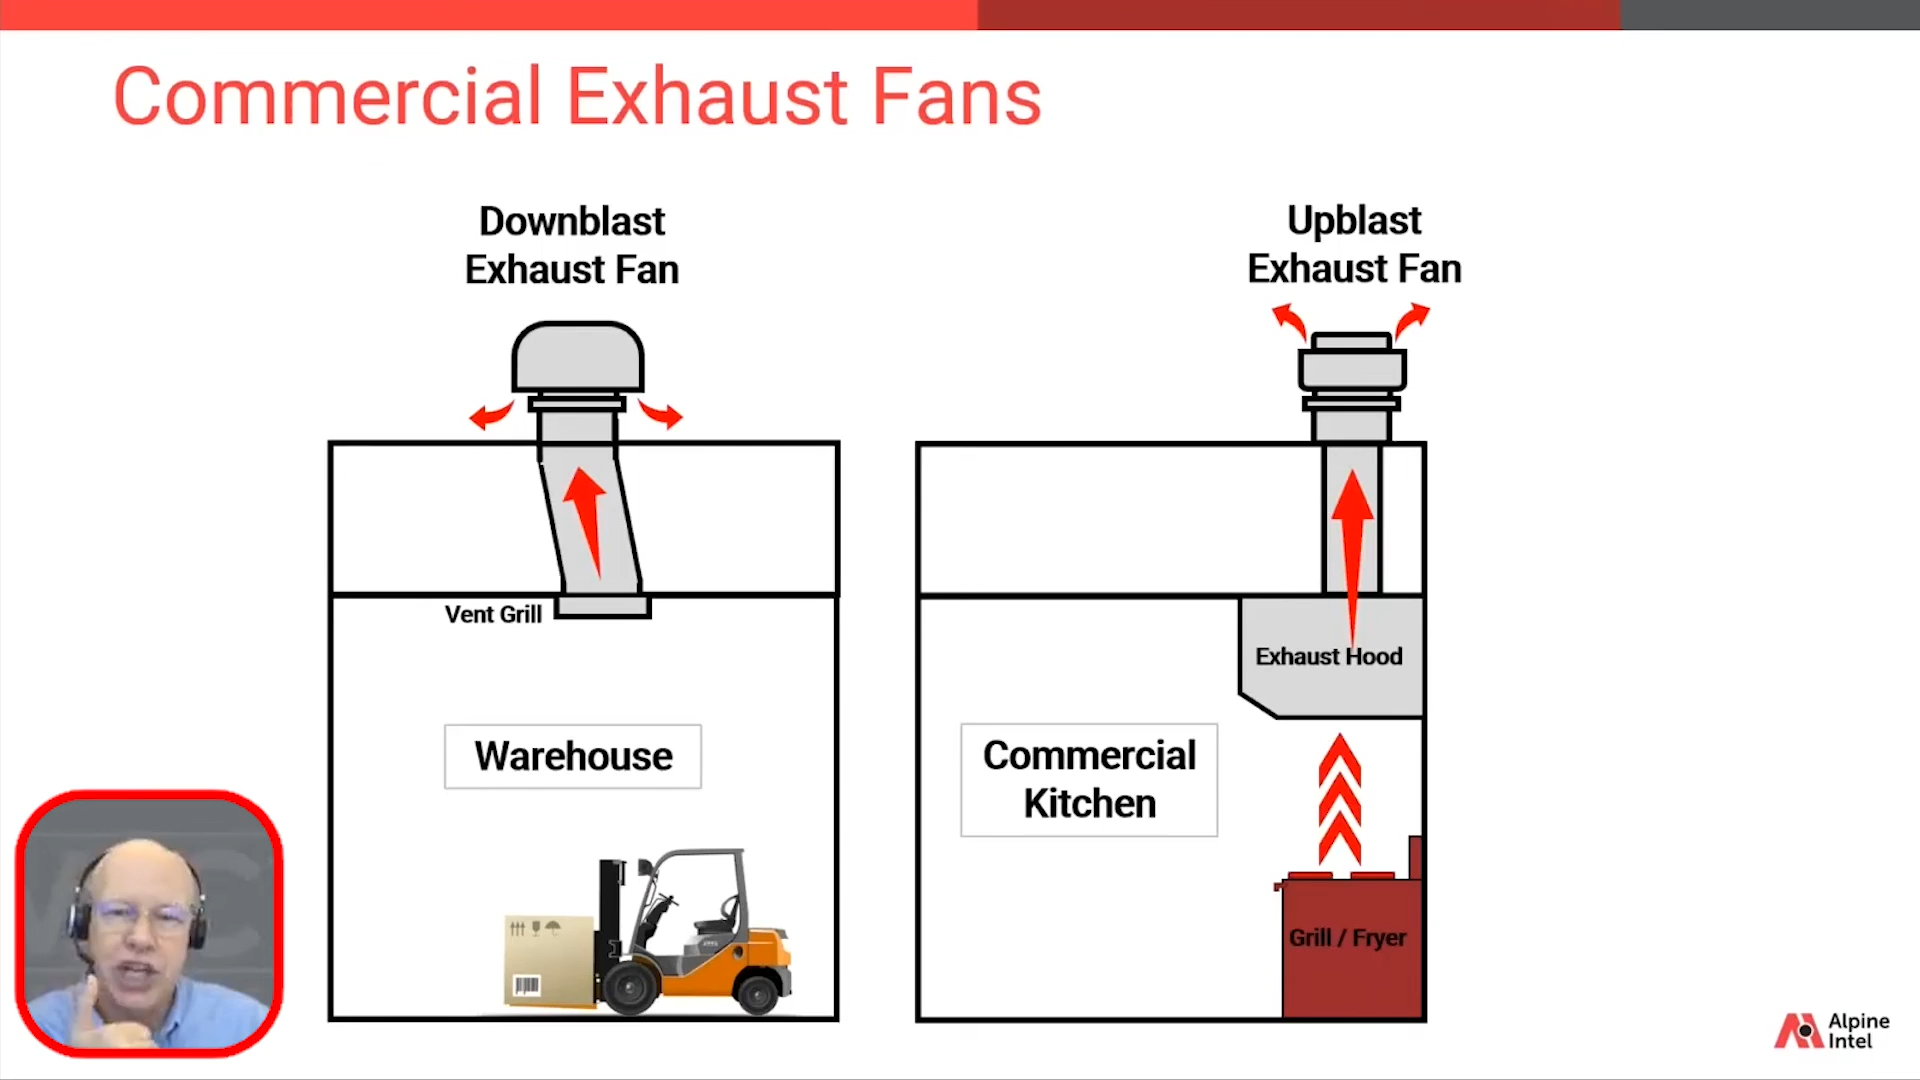 Commercial Exhaust Fans
Downblast
Exhaust Fan
Upblast
Exhaust Fan
Vent Grill
Exhaust Hood
Warehouse
Commercial
Kitchen
Grill / Fryer
Alpine
Intel